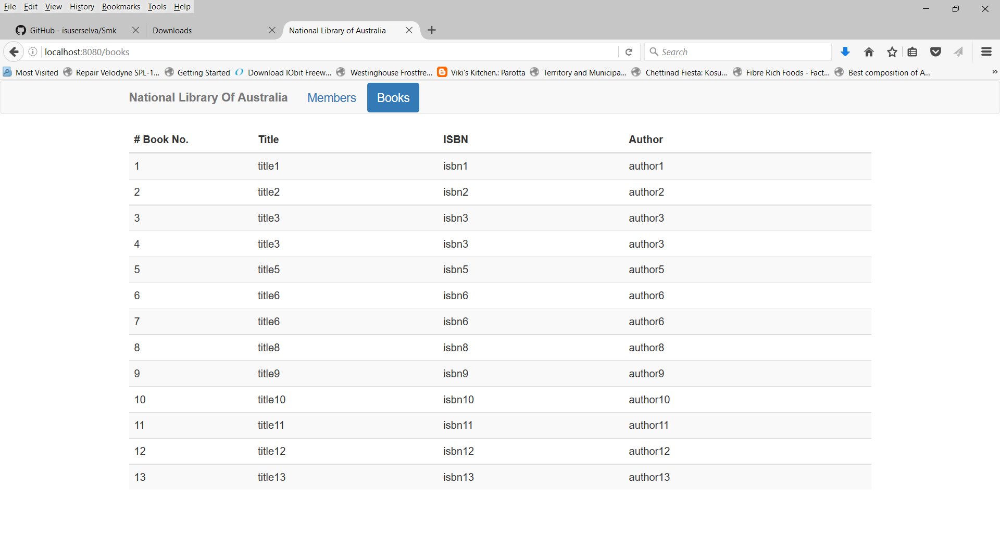 File Edit View History Bookmarks Tools Help
GitHub - isuserselva/Smk Downloads National Library of Australia
localhost:8080/books Search
Most Visited Repair Velodyne SPL-1... Getting Started Download IObit Freew... Westinghouse Frostfre... Viki's Kitchen.: Parotta Territory and Municipa... Chettinad Fiesta: Kosu... Fibre Rich Foods - Fact... Best composition of A... »
National Library Of Australia Members Books
# Book No. Title ISBN Author
1 title1 isbn1 author1
2 title2 isbn2 author2
3 title3 isbn3 author3
4 title3 isbn3 author3
5 title5 isbn5 author5
6 title6 isbn6 author6
7 title6 isbn6 author6
8 title8 isbn8 author8
9 title9 isbn9 author9
10 title10 isbn10 author10
11 title11 isbn11 author11
12 title12 isbn12 author12
13 title13 isbn13 author13